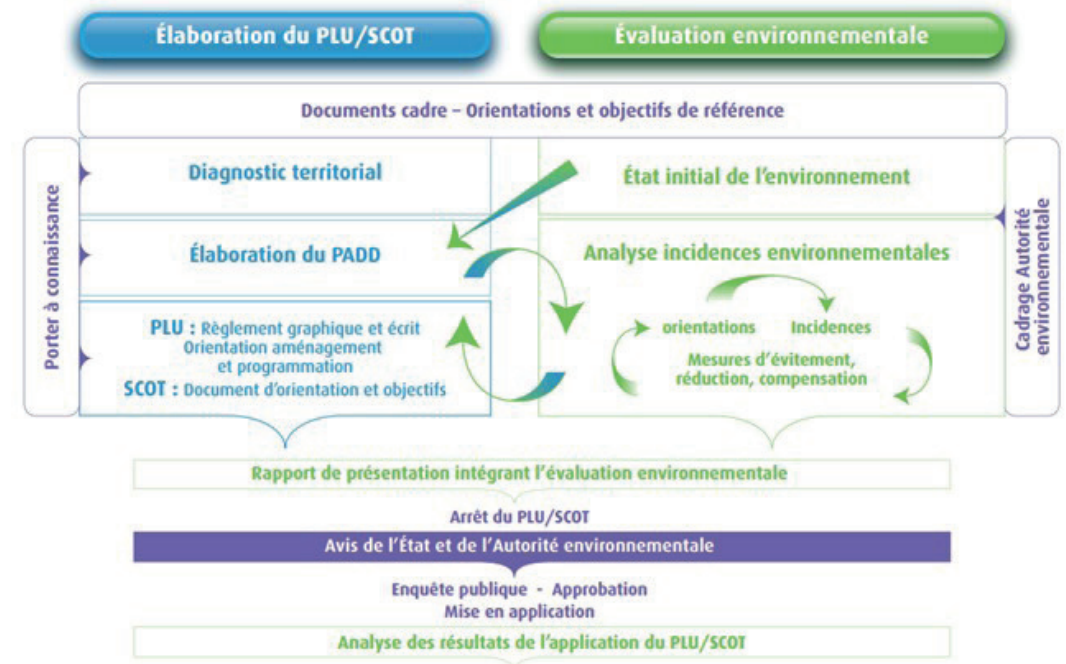 Élaboration du PLU/SCOT
Évaluation environnementale
Documents cadre – Orientations et objectifs de référence
Porter à connaissance
Diagnostic territorial
État initial de l’environnement
Élaboration du PADD
Analyse incidences environnementales
PLU : Règlement graphique et écrit
Orientation aménagement
et programmation
SCOT : Document d’orientation et objectifs
orientations
Incidences
Mesures d’évitement,
réduction, compensation
Cadrage Autorité
environnementale
Rapport de présentation intégrant l’évaluation environnementale
Arrêt du PLU/SCOT
Avis de l’État et de l’Autorité environnementale
Enquête publique - Approbation
Mise en application
Analyse des résultats de l’application du PLU/SCOT